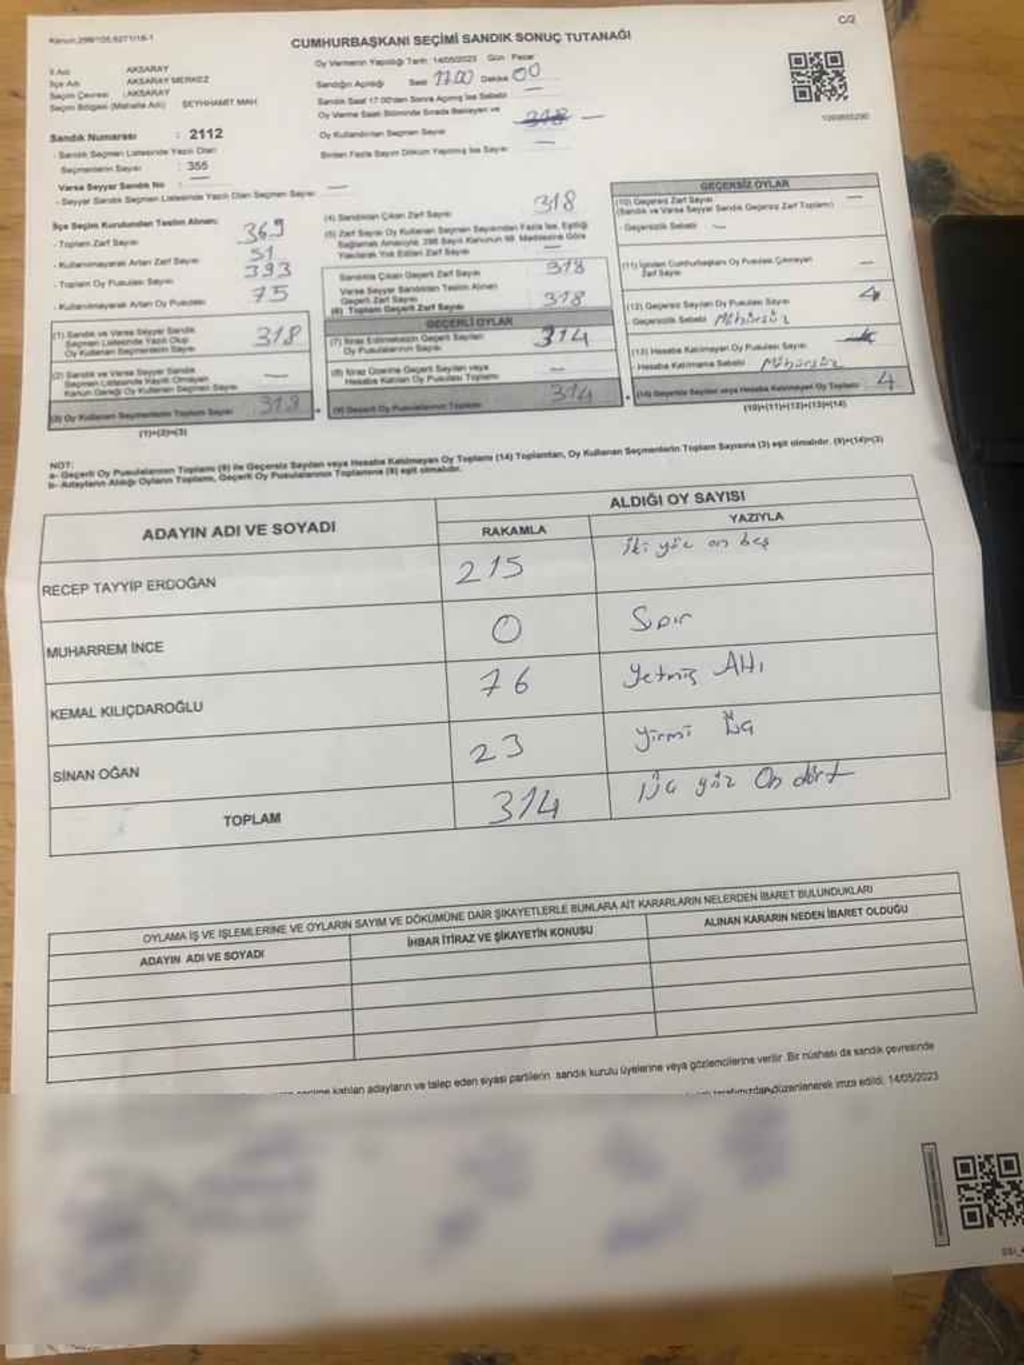 Kanun:298/105,6271/16-1
C/2
CUMHURBAŞKANI SEÇİMİ SANDIK SONUÇ TUTANAĞI
İl Adı AKSARAY
İlçe Adı AKSARAY MERKEZ
Seçim Çevresi : AKSARAY
Seçim Bölgesi (Mahalle Adı) ŞEYHHAMİT MAH.
Sandık Numarası : 2112
- Sandık Seçmen Listesinde Yazılı Olan
Seçmenlerin Sayısı : 355
Varsa Seyyar Sandık No —
- Seyyar Sandık Seçmen Listesinde Yazılı Olan Seçmen Sayısı —
Oy Vermenin Yapıldığı Tarih: 14/05/2023 Gün: Pazar
Sandığın Açıldığı Saat 17.00 Dakika 00
Sandık Saat 17.00'den Sonra Açılmış İse Sebebi —
Oy Verme Saati Bitiminde Sırada Bekleyen ve
Oy Kullandırılan Seçmen Sayısı 318 —
Birden Fazla Sayım Döküm Yapılmış İse Sayısı —
İlçe Seçim Kurulundan Teslim Alınan:
- Toplam Zarf Sayısı 369
- Kullanılmayarak Artan Zarf Sayısı 51
- Toplam Oy Pusulası Sayısı 393
- Kullanılmayarak Artan Oy Pusulası 75
(1) Sandık ve Varsa Seyyar Sandık
Seçmen Listesinde Yazılı Olup
Oy Kullanan Seçmenlerin Sayısı 318
(2) Sandık ve Varsa Seyyar Sandık
Seçmen Listesinde Kayıtlı Olmayan
Kanun Gereği Oy Kullanan Seçmen Sayısı —
(3) Oy Kullanan Seçmenlerin Toplam Sayısı 318
(1)+(2)=(3)
(4) Sandıktan Çıkan Zarf Sayısı 318
(5) Zarf Sayısı Oy Kullanan Seçmen Sayısından Fazla İse, Eşitliği
Sağlamak Amacıyla, 298 Sayılı Kanunun 98. Maddesine Göre
Yakılarak Yok Edilen Zarf Sayısı —
Sandıkta Çıkan Geçerli Zarf Sayısı 318
Varsa Seyyar Sandıktan Teslim Alınan
Geçerli Zarf Sayısı —
(6) Toplam Geçerli Zarf Sayısı 318
GEÇERLİ OYLAR
(7) İtiraz Edilmeksizin Geçerli Sayılan
Oy Pusulalarının Sayısı 314
(8) İtiraz Üzerine Geçerli Sayılan veya
Hesaba Katılan Oy Pusulası Toplamı —
(9) Geçerli Oy Pusulalarının Toplamı 314
GEÇERSİZ OYLAR
(10) Geçersiz Zarf Sayısı —
(Sandık ve Varsa Seyyar Sandık Geçersiz Zarf Toplamı)
- Geçersizlik Sebebi —
(11) İçinden Cumhurbaşkanı Oy Pusulası Çıkmayan
Zarf Sayısı —
(12) Geçersiz Sayılan Oy Pusulası Sayısı 4
- Geçersizlik Sebebi Mühürsüz
(13) Hesaba Katılmayan Oy Pusulası Sayısı
- Hesaba Katılmama Sebebi Mühürsüz
(14) Geçersiz Sayılan veya Hesaba Katılmayan Oy Toplamı 4
(10)+(11)+(12)+(13)=(14)
NOT:
a- Geçerli Oy Pusulalarının Toplamı (9) ile Geçersiz Sayılan veya Hesaba Katılmayan Oy Toplamı (14) Toplamları, Oy Kullanan Seçmenlerin Toplam Sayısına (3) eşit olmalıdır. (9)+(14)=(3)
b- Adayların Aldığı Oyların Toplamı, Geçerli Oy Pusulalarının Toplamına (9) eşit olmalıdır.
ADAYIN ADI VE SOYADI
ALDIĞI OY SAYISI
RAKAMLA YAZIYLA
RECEP TAYYİP ERDOĞAN 215 iki yüz on beş
MUHARREM İNCE 0 Sıfır
KEMAL KILIÇDAROĞLU 76 Yetmiş Altı
SİNAN OĞAN 23 Yirmi Üç
TOPLAM 314 Üç yüz On dört
OYLAMA İŞ VE İŞLEMLERİNE VE OYLARIN SAYIM VE DÖKÜMÜNE DAİR ŞİKAYETLERLE BUNLARA AİT KARARLARIN NELERDEN İBARET BULUNDUKLARI
ADAYIN ADI VE SOYADI İHBAR İTİRAZ VE ŞİKAYETİN KONUSU ALINAN KARARIN NEDEN İBARET OLDUĞU
seçime katılan adayların ve talep eden siyasi partilerin sandık kurulu üyelerine veya gözlemcilerine verilir. Bir nüshası da sandık çevresinde
tarafımızdan düzenlenerek imza edildi. 14/05/2023